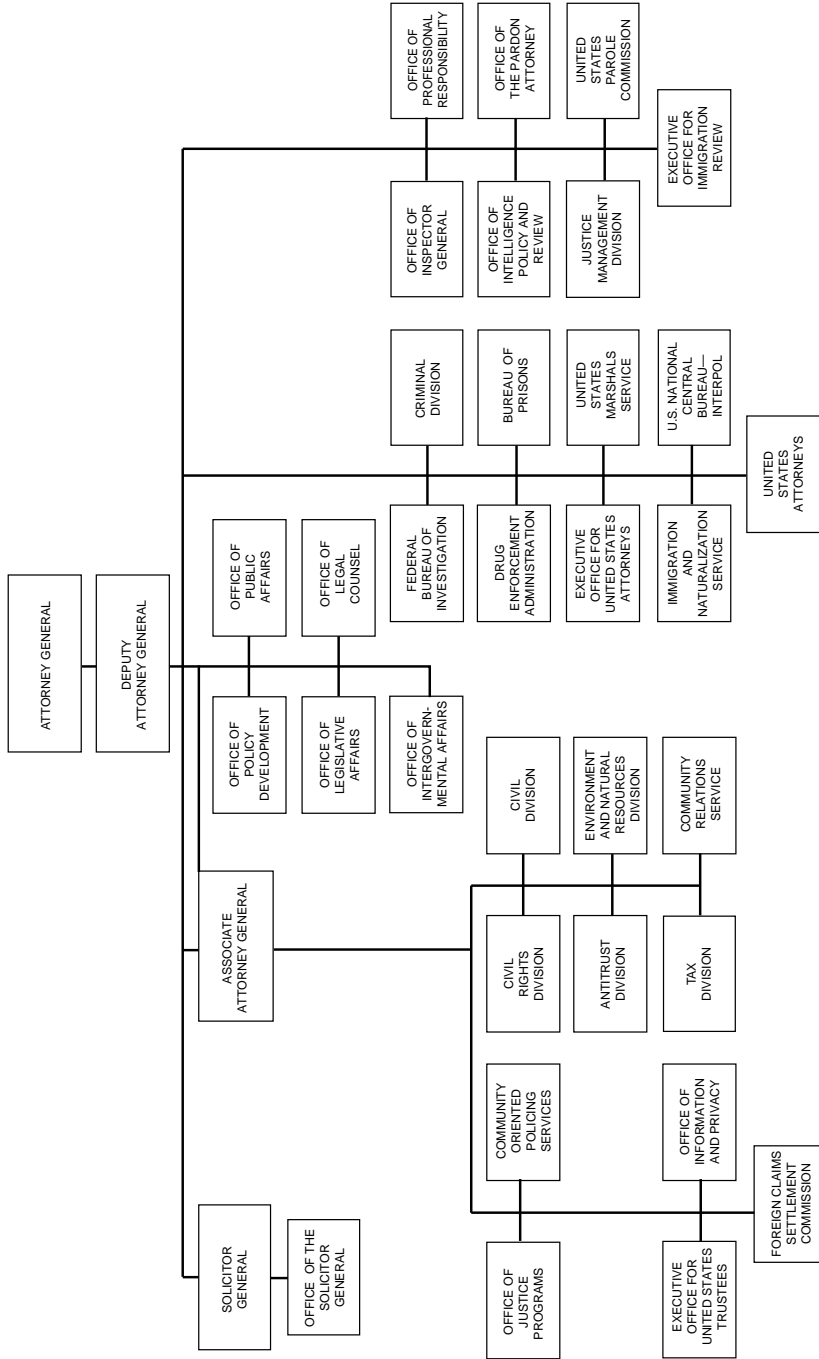 ATTORNEY GENERAL
DEPUTY
ATTORNEY GENERAL
SOLICITOR
GENERAL
OFFICE OF THE
SOLICITOR
GENERAL
ASSOCIATE
ATTORNEY GENERAL
OFFICE OF
POLICY
DEVELOPMENT
OFFICE OF
PUBLIC
AFFAIRS
OFFICE OF
LEGISLATIVE
AFFAIRS
OFFICE OF
LEGAL
COUNSEL
OFFICE OF
INTERGOVERN-
MENTAL AFFAIRS
OFFICE OF
JUSTICE
PROGRAMS
COMMUNITY
ORIENTED
POLICING
SERVICES
EXECUTIVE
OFFICE FOR
UNITED STATES
TRUSTEES
OFFICE OF
INFORMATION
AND PRIVACY
FOREIGN CLAIMS
SETTLEMENT
COMMISSION
CIVIL
RIGHTS
DIVISION
CIVIL
DIVISION
ANTITRUST
DIVISION
ENVIRONMENT
AND NATURAL
RESOURCES
DIVISION
TAX
DIVISION
COMMUNITY
RELATIONS
SERVICE
FEDERAL
BUREAU OF
INVESTIGATION
CRIMINAL
DIVISION
DRUG
ENFORCEMENT
ADMINISTRATION
BUREAU OF
PRISONS
EXECUTIVE
OFFICE FOR
UNITED STATES
ATTORNEYS
UNITED
STATES
MARSHALS
SERVICE
IMMIGRATION
AND
NATURALIZATION
SERVICE
U.S. NATIONAL
CENTRAL
BUREAU—
INTERPOL
UNITED
STATES
ATTORNEYS
OFFICE OF
INSPECTOR
GENERAL
OFFICE OF
PROFESSIONAL
RESPONSIBILITY
OFFICE OF
INTELLIGENCE
POLICY AND
REVIEW
OFFICE OF
THE PARDON
ATTORNEY
JUSTICE
MANAGEMENT
DIVISION
UNITED
STATES
PAROLE
COMMISSION
EXECUTIVE
OFFICE FOR
IMMIGRATION
REVIEW